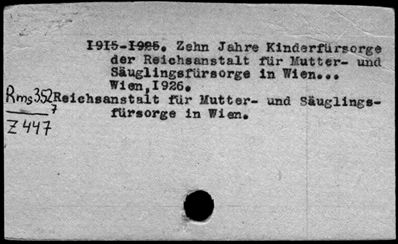 1915-1925. Zehn Jahre Kinderfürsorge
der Reichsanstalt für Mutter- und
Säuglingsfürsorge in Wien...
Wien,1926.
Rms352
7
Reichsanstalt für Mutter- und Säuglings-
fürsorge in Wien.
Z 447